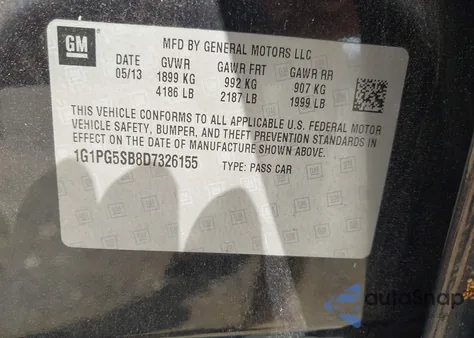 GM
MFD BY GENERAL MOTORS LLC
DATE GVWR GAWR FRT GAWR RR
05/13 1899 KG 992 KG 907 KG
4186 LB 2187 LB 1999 LB
THIS VEHICLE CONFORMS TO ALL APPLICABLE U.S. FEDERAL MOTOR
VEHICLE SAFETY, BUMPER, AND THEFT PREVENTION STANDARDS IN
EFFECT ON THE DATE OF MANUFACTURE SHOWN ABOVE.
1G1PG5SB8D7326155 TYPE: PASS CAR
autoSnap